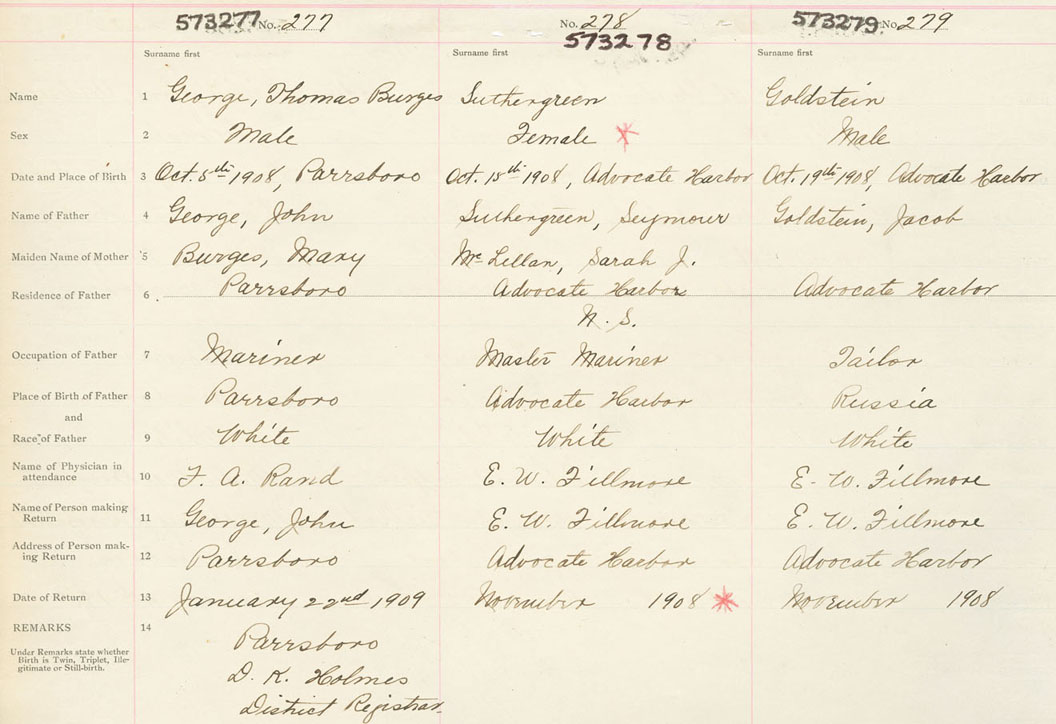 573277 No. 277 No. 278 573279 No. 279
573278
Surname first Surname first Surname first
Name 1 George, Thomas Burges Suthergreen Goldstein
Sex 2 Male Female Male
Date and Place of Birth 3 Oct. 5th 1908, Parrsboro Oct. 15th 1908, Advocate Harbor Oct. 19th 1908, Advocate Harbor
Name of Father 4 George, John Suthergreen, Seymour Goldstein, Jacob
Maiden Name of Mother 5 Burges, Mary Mc Lellan, Sarah J.
Residence of Father 6 Parrsboro Advocate Harbor Advocate Harbor
N. S.
Occupation of Father 7 Mariner Master Mariner Tailor
Place of Birth of Father 8 Parrsboro Advocate Harbor Russia
and
Race of Father 9 White White White
Name of Physician in
attendance 10 F. A. Rand E. W. Fillmore E. W. Fillmore
Name of Person making
Return 11 George, John E. W. Fillmore E. W. Fillmore
Address of Person mak-
ing Return 12 Parrsboro Advocate Harbor Advocate Harbor
Date of Return 13 January 22nd 1909 November 1908 November 1908
REMARKS 14
Parrsboro
Under Remarks state whether
Birth is Twin, Triplet, Ille-
gitimate or Still-birth.
D. K. Holmes
District Registrar